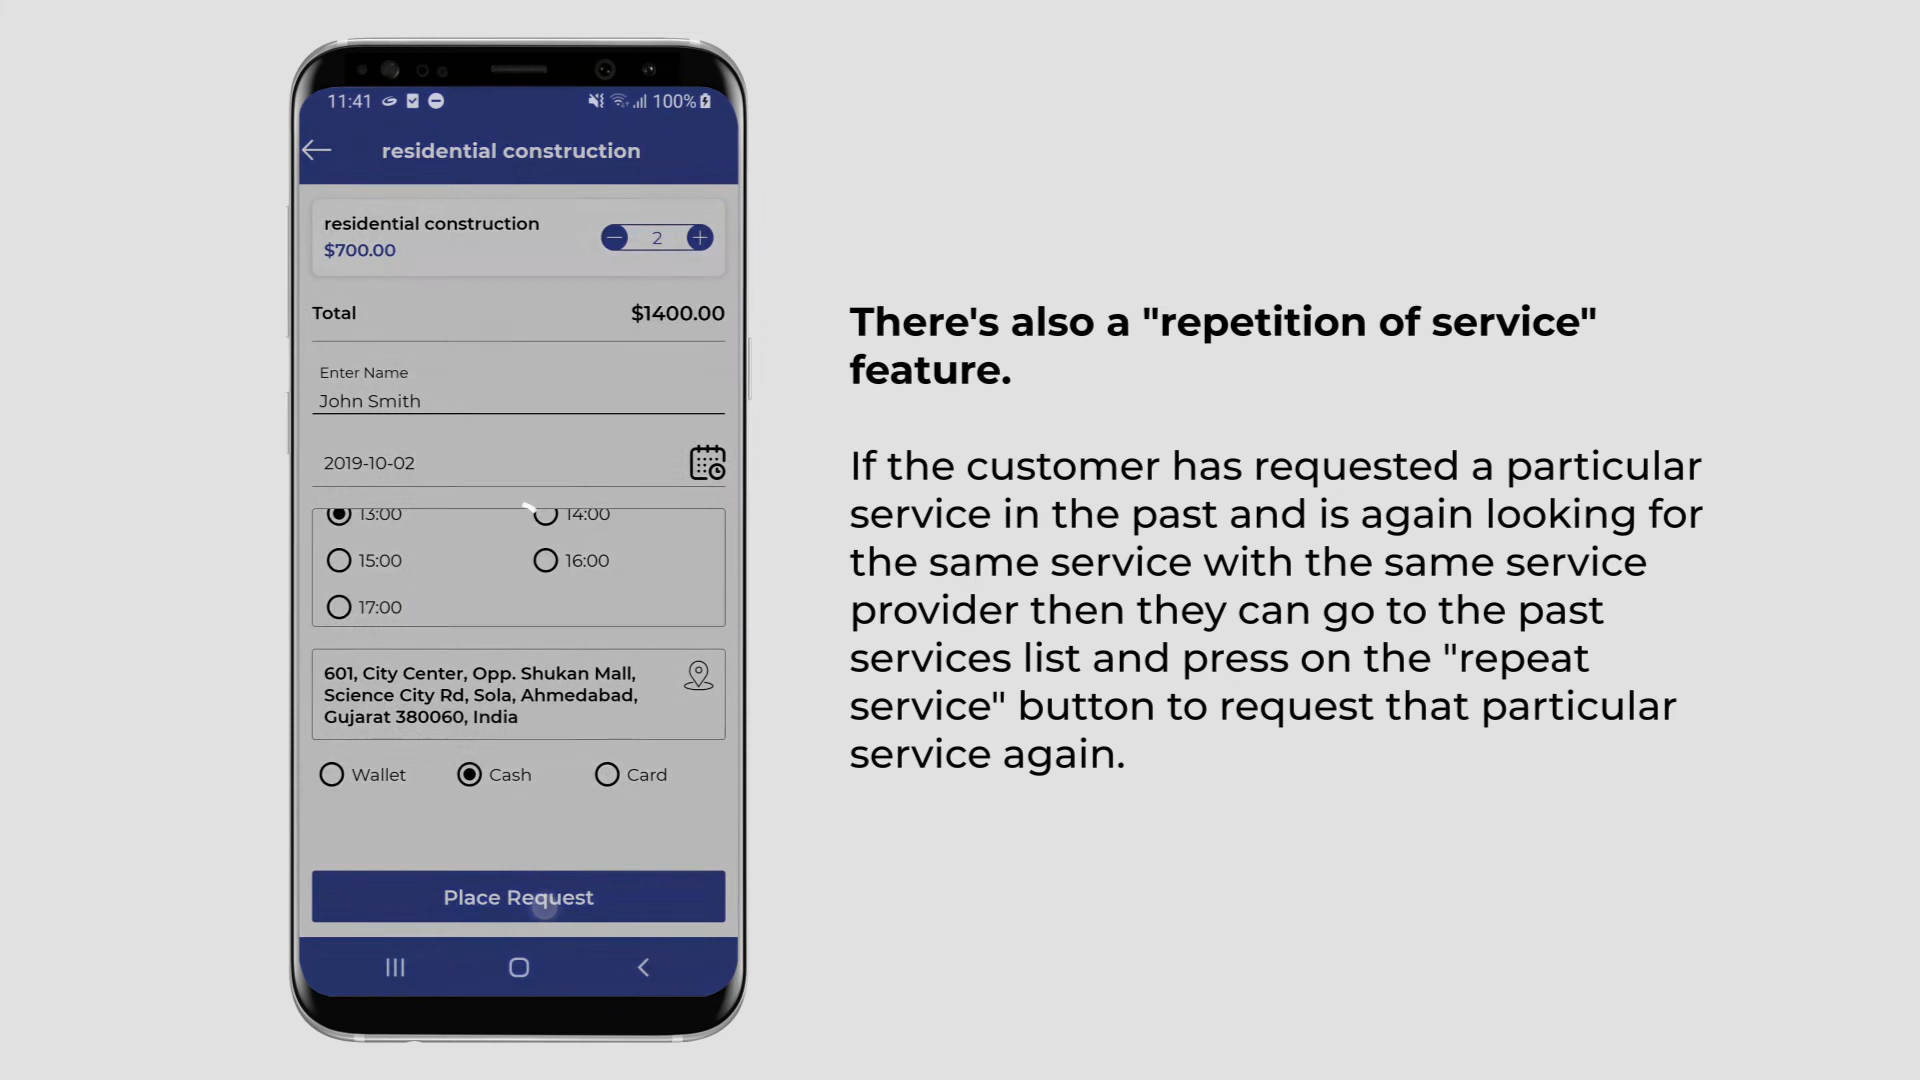 11:41
100%
residential construction
residential construction
$700.00
2
Total
$1400.00
Enter Name
John Smith
2019-10-02
13:00
14:00
15:00
16:00
17:00
601, City Center, Opp. Shukan Mall,
Science City Rd, Sola, Ahmedabad,
Gujarat 380060, India
Wallet
Cash
Card
Place Request
There's also a "repetition of service"
feature.
If the customer has requested a particular
service in the past and is again looking for
the same service with the same service
provider then they can go to the past
services list and press on the "repeat
service" button to request that particular
service again.